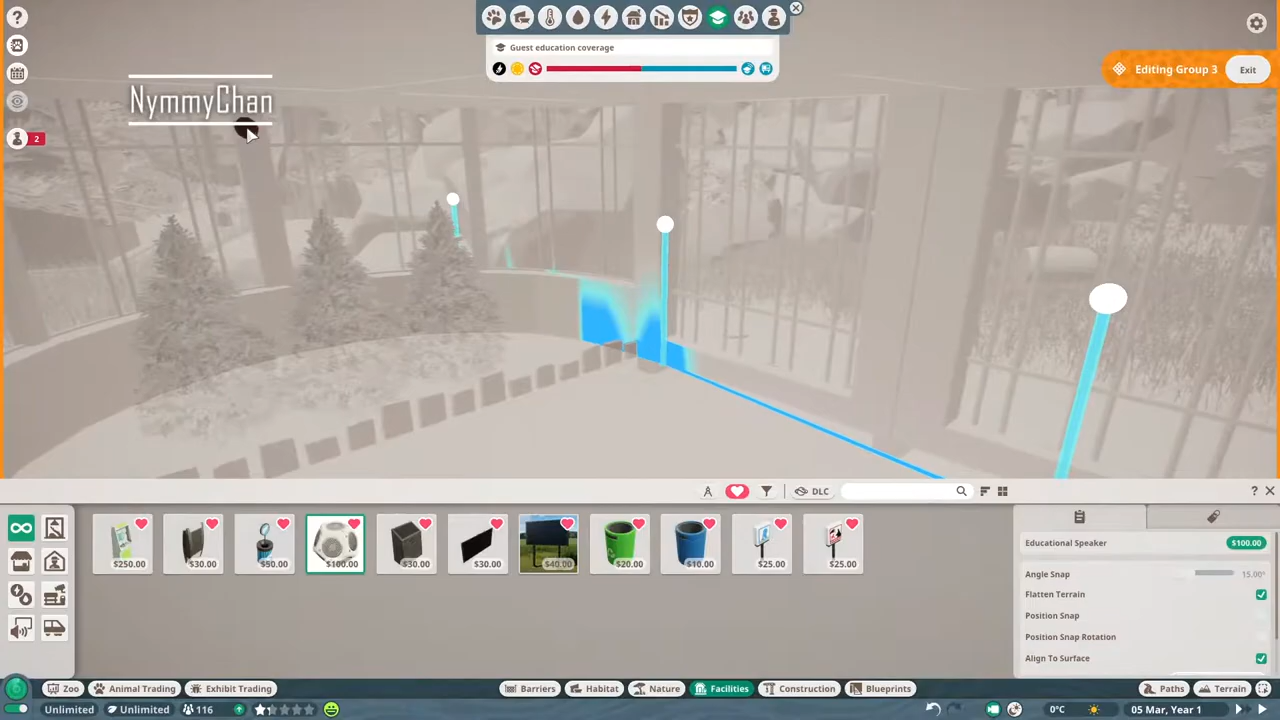 Guest education coverage
Editing Group 3
Exit
NymmyChan
2
DLC
$250.00
$30.00
$50.00
$100.00
$30.00
$30.00
$40.00
$20.00
$10.00
$25.00
$25.00
Educational Speaker
$100.00
Angle Snap
15.00°
Flatten Terrain
Position Snap
Position Snap Rotation
Align To Surface
Zoo
Animal Trading
Exhibit Trading
Barriers
Habitat
Nature
Facilities
Construction
Blueprints
Paths
Terrain
Unlimited
Unlimited
116
0°C
05 Mar, Year 1